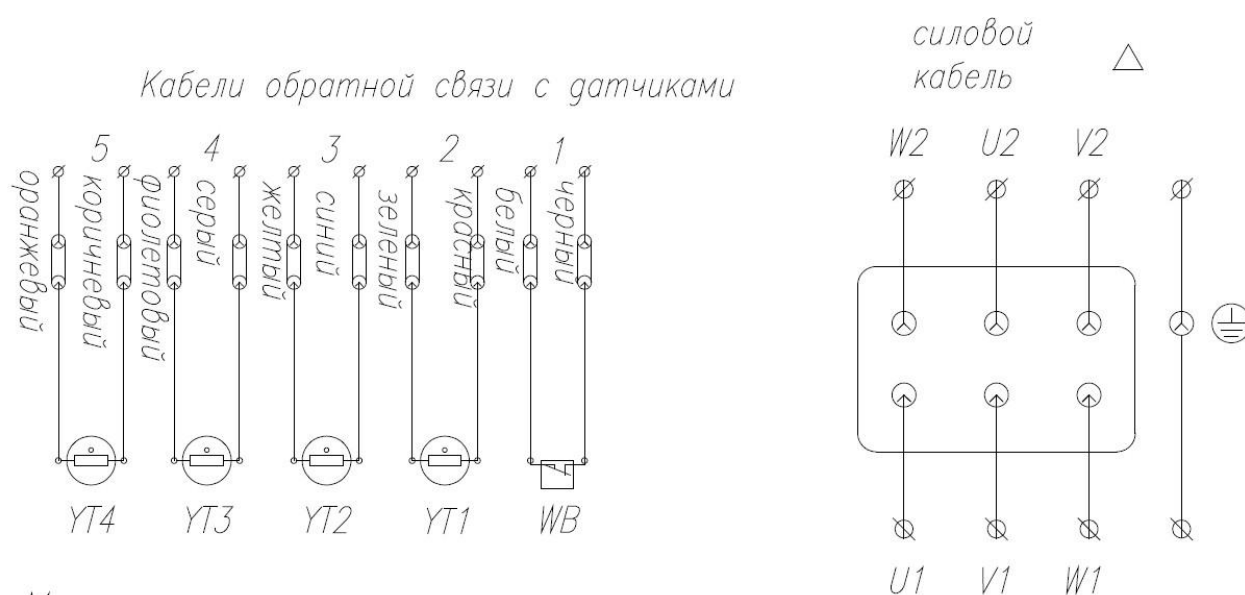 Кабели обратной связи с датчиками
5 4 3 2 1
оранжевый
коричневый
фиолетовый
серый
желтый
синий
зеленый
красный
белый
черный
YT4 YT3 YT2 YT1 WB
силовой
кабель
W2 U2 V2
U1 V1 W1